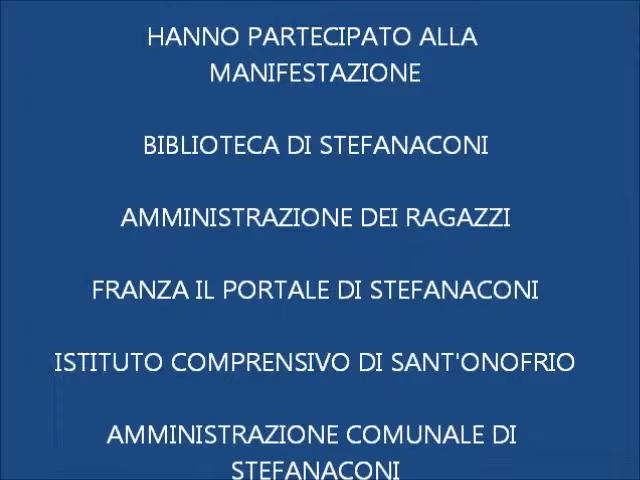 HANNO PARTECIPATO ALLA
MANIFESTAZIONE
BIBLIOTECA DI STEFANACONI
AMMINISTRAZIONE DEI RAGAZZI
FRANZA IL PORTALE DI STEFANACONI
ISTITUTO COMPRENSIVO DI SANT'ONOFRIO
AMMINISTRAZIONE COMUNALE DI
STEFANACONI